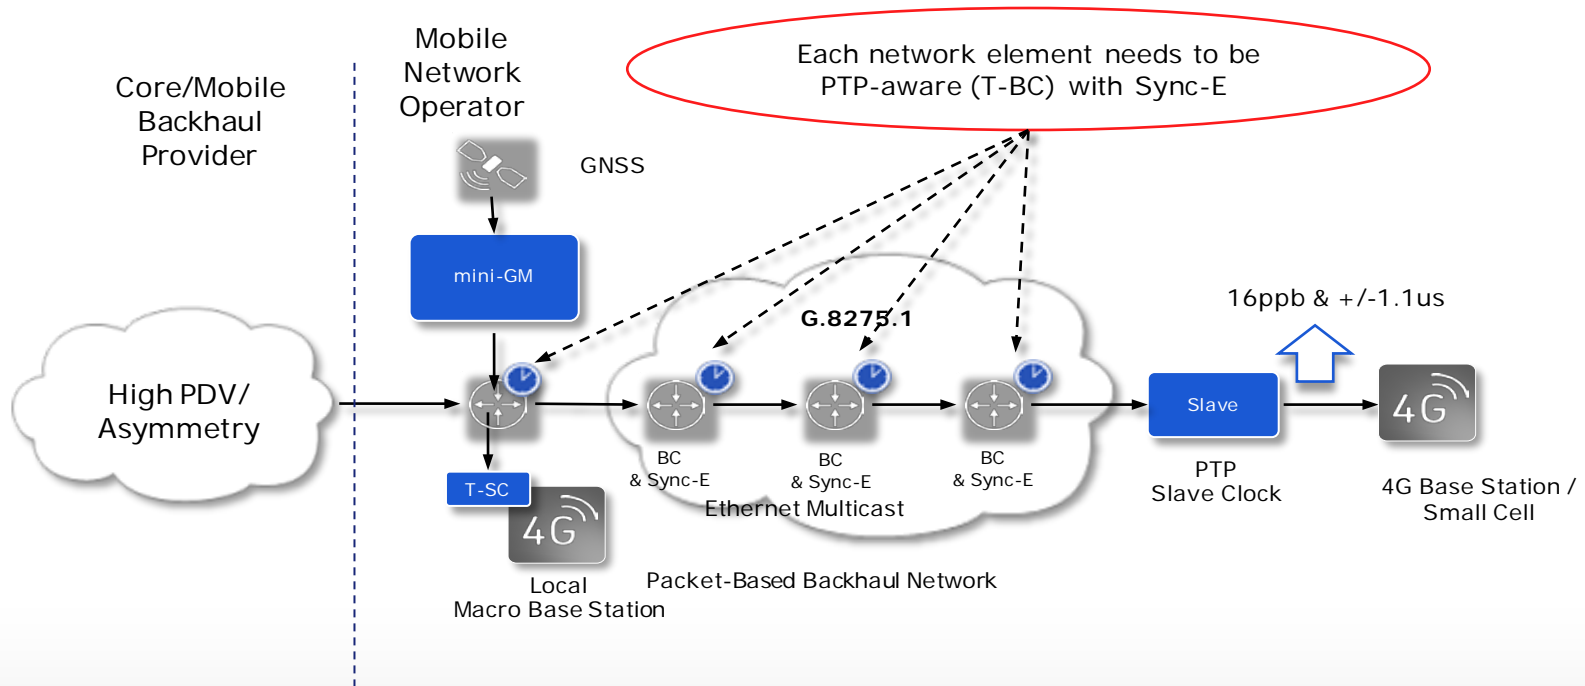 Core/Mobile
Backhaul
Provider
Mobile
Network
Operator
Each network element needs to be
PTP-aware (T-BC) with Sync-E
GNSS
mini-GM
G.8275.1
16ppb & +/-1.1us
High PDV/
Asymmetry
BC
& Sync-E
BC
& Sync-E
BC
& Sync-E
Ethernet Multicast
Slave
PTP
Slave Clock
4G
4G Base Station /
Small Cell
T-SC
4G
Local
Macro Base Station
Packet-Based Backhaul Network